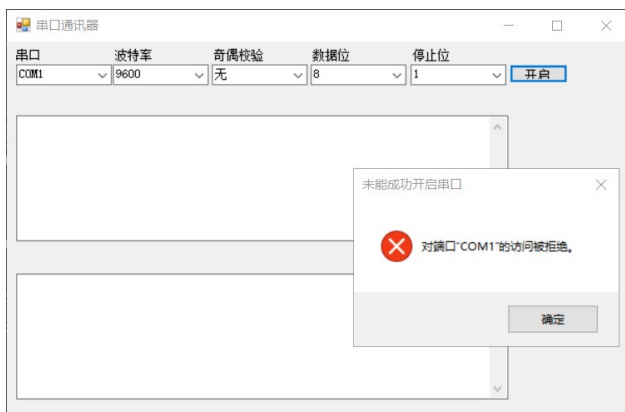 串口通讯器
串口 波特率 奇偶校验 数据位 停止位
COM1 9600 无 8 1 开启
未能成功开启串口
对端口"COM1"的访问被拒绝。
确定